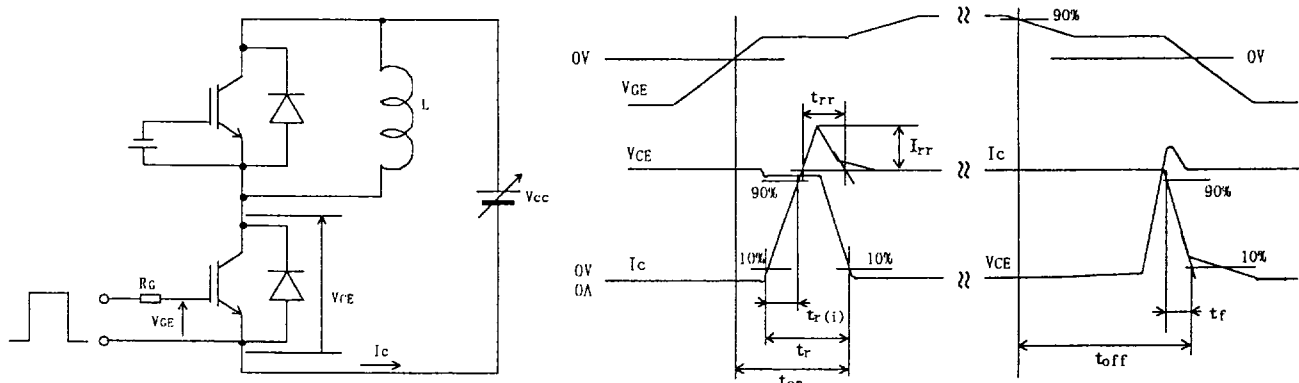 L
Vcc
RG
VGE
VCE
Ic
0V
VGE
trr
Irr
VCE
90%
10%
10%
0V
0A
Ic
tr(i)
tr
90%
0V
Ic
90%
VCE
10%
tf
toff